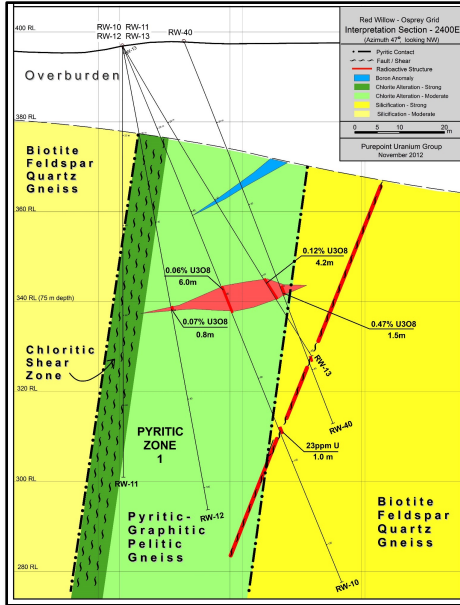 Red Willow - Osprey Grid
Interpretation Section - 2400E
(Azimuth 47°, looking NW)
Pyritic Contact
Fault / Shear
Radioactive Structure
Boron Anomaly
Chlorite Alteration - Strong
Chlorite Alteration - Moderate
Silicification - Strong
Silicification - Moderate
0 5 10 20
m
Purepoint Uranium Group
November 2012
RW-10 RW-11
RW-12 RW-13
RW-40
400 RL
Overburden
380 RL
Biotite
Feldspar
Quartz
Gneiss
360 RL
0.12% U3O8
4.2m
0.06% U3O8
6.0m
340 RL (75 m depth)
0.47% U3O8
1.5m
0.07% U3O8
0.8m
Chloritic
Shear
Zone
RW-13
320 RL
RW-40
PYRITIC
ZONE
1
23ppm U
1.0 m
300 RL
RW-11
RW-12
Pyritic-
Graphitic
Pelitic
Gneiss
Biotite
Feldspar
Quartz
Gneiss
RW-10
280 RL